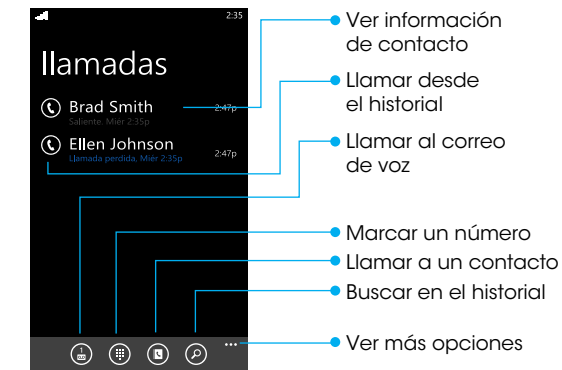 2:35
llamadas
Brad Smith
Saliente, Miér 2:35p
2:47p
Ellen Johnson
Llamada perdida, Miér 2:35p
2:47p
1
Ver información
de contacto
Llamar desde
el historial
Llamar al correo
de voz
Marcar un número
Llamar a un contacto
Buscar en el historial
Ver más opciones